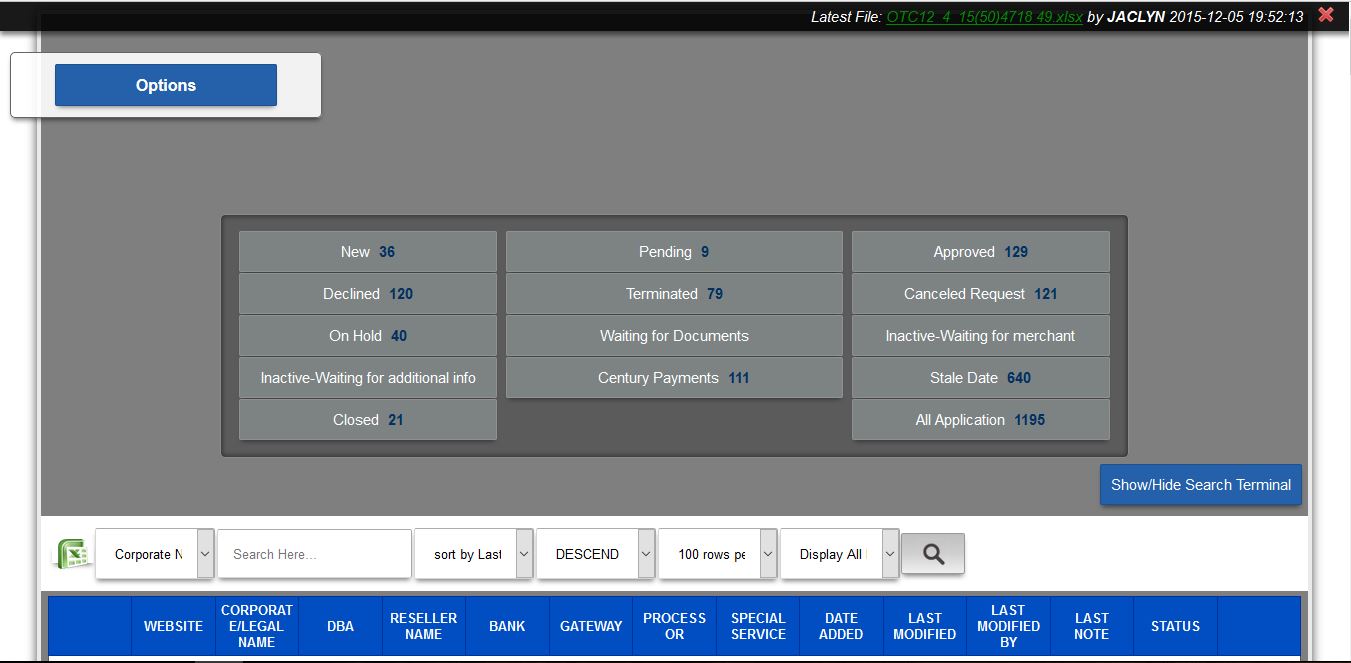 Latest File: OTC12_4_15(50)4718 49.xlsx by JACLYN 2015-12-05 19:52:13
Options
New 36
Pending 9
Approved 129
Declined 120
Terminated 79
Canceled Request 121
On Hold 40
Waiting for Documents
Inactive-Waiting for merchant
Inactive-Waiting for additional info
Century Payments 111
Stale Date 640
Closed 21
All Application 1195
Show/Hide Search Terminal
Corporate N
Search Here...
sort by Last
DESCEND
100 rows pe
Display All
WEBSITE
CORPORAT
E/LEGAL
NAME
DBA
RESELLER
NAME
BANK
GATEWAY
PROCESS
OR
SPECIAL
SERVICE
DATE
ADDED
LAST
MODIFIED
LAST
MODIFIED
BY
LAST
NOTE
STATUS